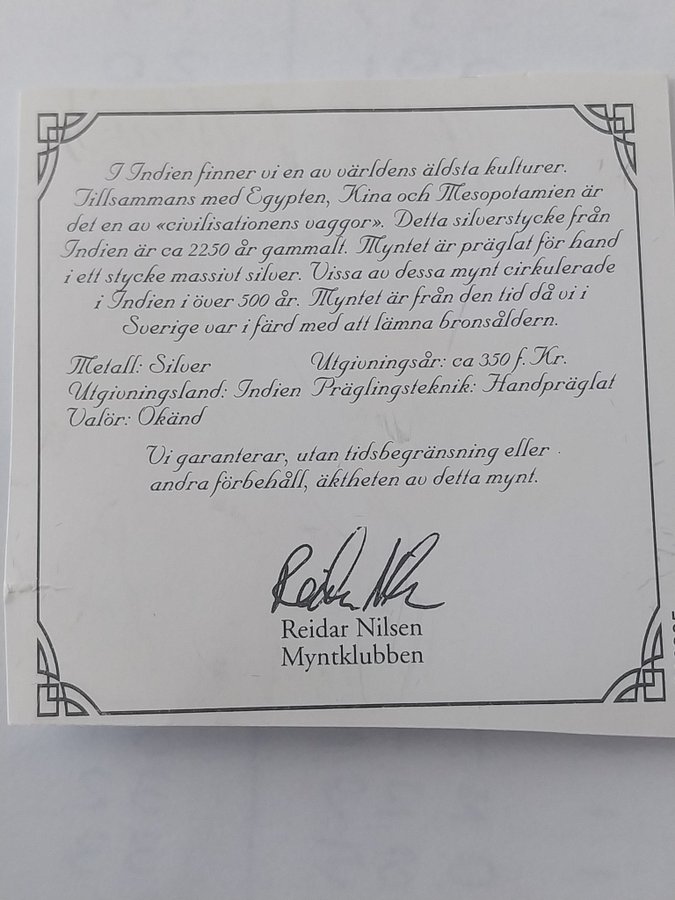 I Indien finner vi en av världens äldsta kulturer.
Tillsammans med Egypten, Kina och Mesopotamien är
det en av «civilisationens vaggor». Detta silverstycke från
Indien är ca 2250 år gammalt. Myntet är präglat för hand
i ett stycke massivt silver. Vissa av dessa mynt cirkulerade
i Indien i över 500 år. Myntet är från den tid då vi i
Sverige var i färd med att lämna bronsåldern.
Metall: Silver Utgivningsår: ca 350 f. Kr.
Utgivningsland: Indien Präglingsteknik: Handpräglat
Valör: Okänd
Vi garanterar, utan tidsbegränsning eller
andra förbehåll, äktheten av detta mynt.
Reidar Nilsen
Myntklubben